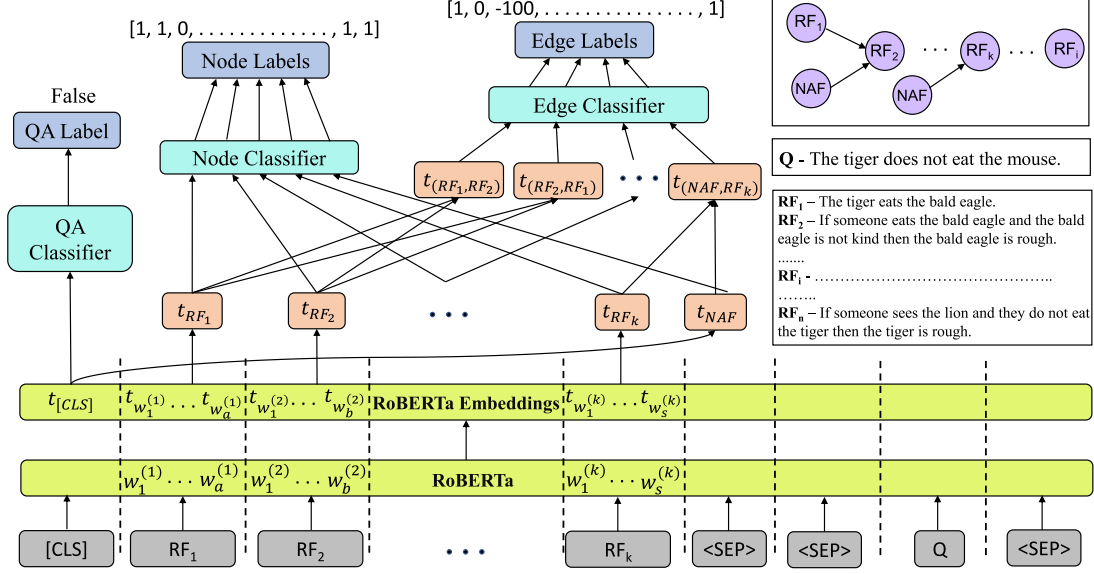 [1, 1, 0, . . . . . . . . . . . . . , 1, 1]
[1, 0, -100, . . . . . . . . . . . . . . . . , 1]
Node Labels
Edge Labels
False
QA Label
Node Classifier
Edge Classifier
QA
Classifier
t(RF1,RF2)
t(RF2,RF1)
. . .
t(NAF,RFk)
tRF1
tRF2
. . .
tRFk
tNAF
t[CLS]
tw1(1) . . . twa(1)
tw1(2) . . . twb(2)
RoBERTa Embeddings
tw1(k) . . . tws(k)
w1(1) . . . wa(1)
w1(2) . . . wb(2)
RoBERTa
w1(k) . . . ws(k)
[CLS]
RF1
RF2
. . .
RFk
<SEP>
<SEP>
Q
<SEP>
RF1
RF2
. . .
RFk
. . .
RFi
NAF
NAF
Q - The tiger does not eat the mouse.
RF1 – The tiger eats the bald eagle.
RF2 – If someone eats the bald eagle and the bald
eagle is not kind then the bald eagle is rough.
.......
RFi - ……………………………………..
……..
RFn – If someone sees the lion and they do not eat
the tiger then the tiger is rough.